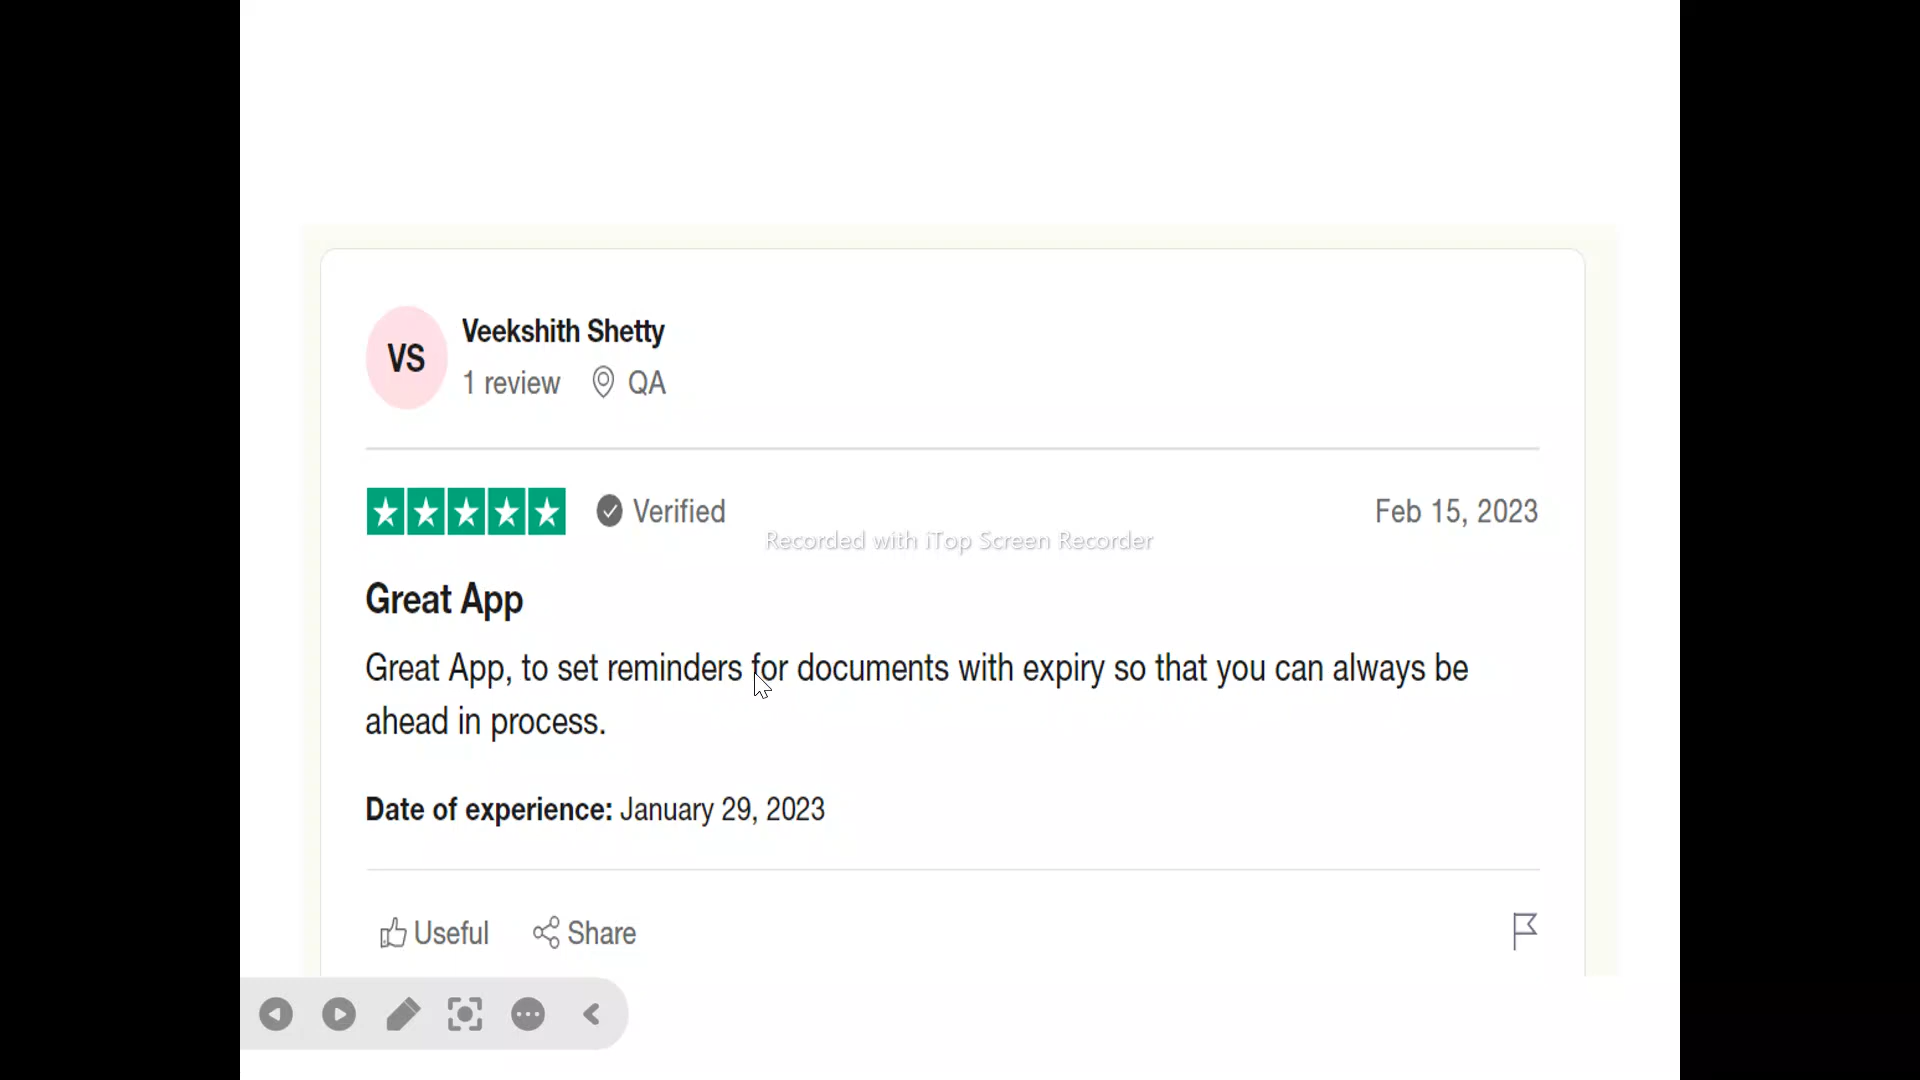 VS
Veekshith Shetty
1 review QA
Verified
Feb 15, 2023
Recorded with iTop Screen Recorder
Great App
Great App, to set reminders for documents with expiry so that you can always be
ahead in process.
Date of experience: January 29, 2023
Useful Share